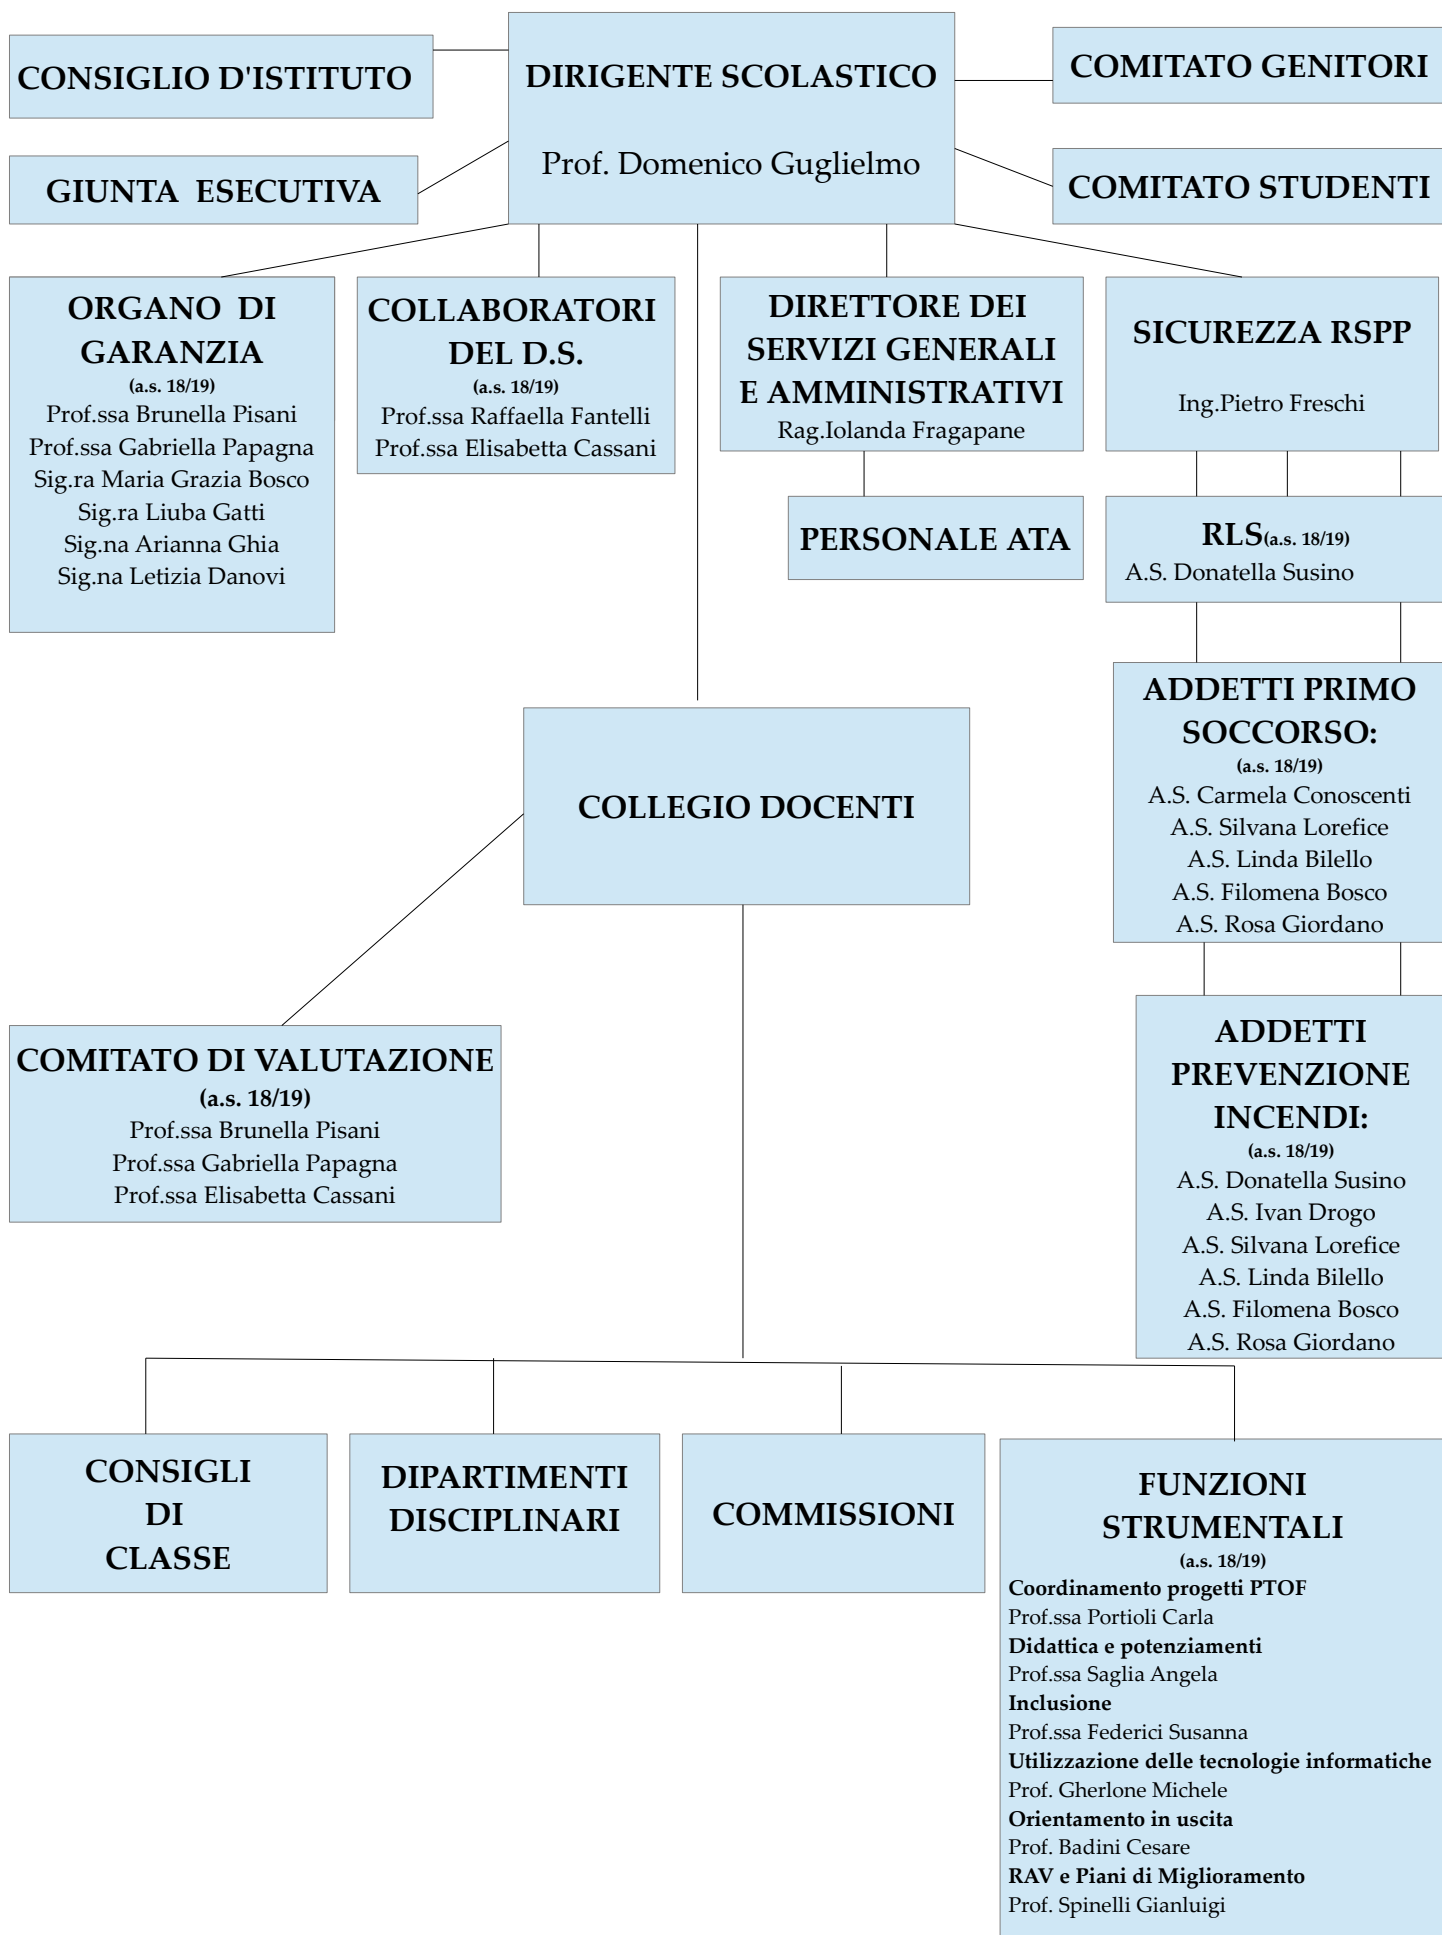 CONSIGLIO D'ISTITUTO
DIRIGENTE SCOLASTICO
Prof. Domenico Guglielmo
COMITATO GENITORI
GIUNTA ESECUTIVA
COMITATO STUDENTI
ORGANO DI
GARANZIA
(a.s. 18/19)
Prof.ssa Brunella Pisani
Prof.ssa Gabriella Papagna
Sig.ra Maria Grazia Bosco
Sig.ra Liuba Gatti
Sig.na Arianna Ghia
Sig.na Letizia Danovi
COLLABORATORI
DEL D.S.
(a.s. 18/19)
Prof.ssa Raffaella Fantelli
Prof.ssa Elisabetta Cassani
DIRETTORE DEI
SERVIZI GENERALI
E AMMINISTRATIVI
Rag.Iolanda Fragapane
SICUREZZA RSPP
Ing.Pietro Freschi
PERSONALE ATA
RLS(a.s. 18/19)
A.S. Donatella Susino
ADDETTI PRIMO
SOCCORSO:
(a.s. 18/19)
A.S. Carmela Conoscenti
A.S. Silvana Lorefice
A.S. Linda Bilello
A.S. Filomena Bosco
A.S. Rosa Giordano
COLLEGIO DOCENTI
COMITATO DI VALUTAZIONE
(a.s. 18/19)
Prof.ssa Brunella Pisani
Prof.ssa Gabriella Papagna
Prof.ssa Elisabetta Cassani
ADDETTI
PREVENZIONE
INCENDI:
(a.s. 18/19)
A.S. Donatella Susino
A.S. Ivan Drogo
A.S. Silvana Lorefice
A.S. Linda Bilello
A.S. Filomena Bosco
A.S. Rosa Giordano
CONSIGLI
DI
CLASSE
DIPARTIMENTI
DISCIPLINARI
COMMISSIONI
FUNZIONI
STRUMENTALI
(a.s. 18/19)
Coordinamento progetti PTOF
Prof.ssa Portioli Carla
Didattica e potenziamenti
Prof.ssa Saglia Angela
Inclusione
Prof.ssa Federici Susanna
Utilizzazione delle tecnologie informatiche
Prof. Gherlone Michele
Orientamento in uscita
Prof. Badini Cesare
RAV e Piani di Miglioramento
Prof. Spinelli Gianluigi